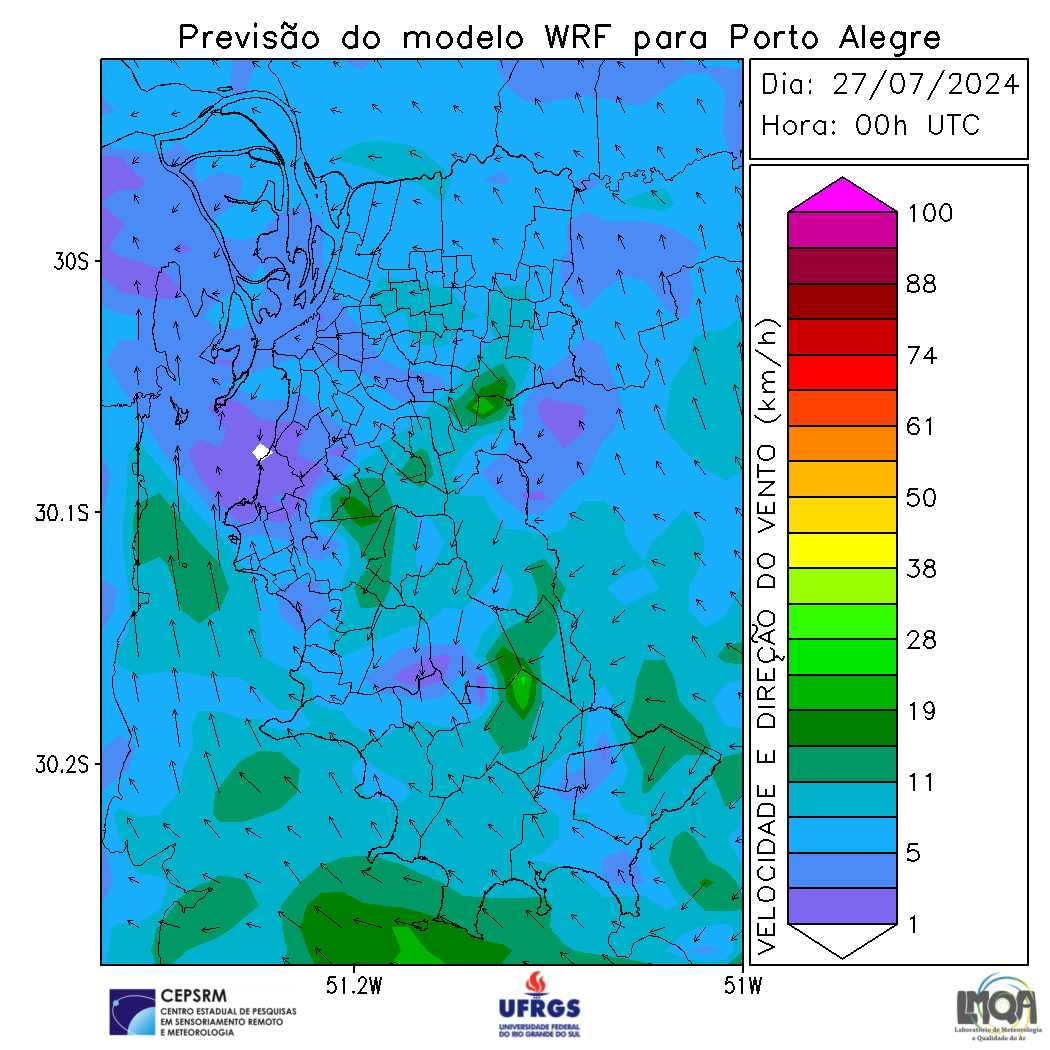 Previsão do modelo WRF para Porto Alegre
Dia: 27/07/2024
Hora: 00h UTC
30S
30.1S
30.2S
51.2W
51W
VELOCIDADE E DIREÇÃO DO VENTO (km/h)
100
88
74
61
50
38
28
19
11
5
1
CEPSRM
CENTRO ESTADUAL DE PESQUISAS
EM SENSORIAMENTO REMOTO
E METEOROLOGIA
UFRGS
UNIVERSIDADE FEDERAL
DO RIO GRANDE DO SUL
LMQA
Laboratório de Meteorologia
e Qualidade do Ar